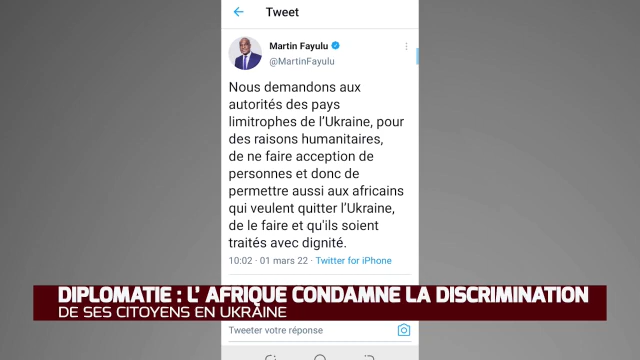 Tweet
Martin Fayulu
@MartinFayulu
Nous demandons aux
autorités des pays
limitrophes de l'Ukraine, pour
des raisons humanitaires,
de ne faire acception de
personnes et donc de
permettre aussi aux africains
qui veulent quitter l'Ukraine,
de le faire et qu'ils soient
traités avec dignité.
10:02 · 01 mars 22 · Twitter for iPhone
DIPLOMATIE : L' AFRIQUE CONDAMNE LA DISCRIMINATION
DE SES CITOYENS EN UKRAINE
Tweeter votre réponse